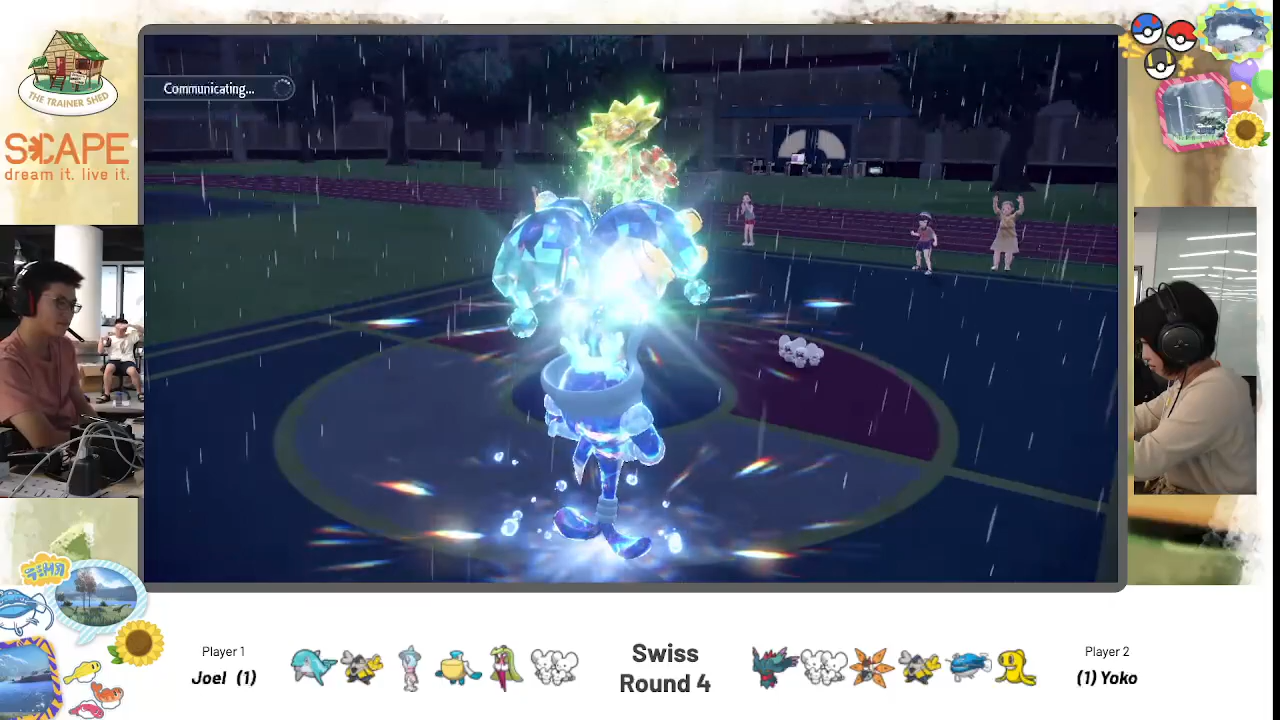 Communicating...
THE TRAINER SHED
SCAPE
dream it. live it.
Player 1
Joel (1)
Swiss
Round 4
Player 2
(1) Yoko